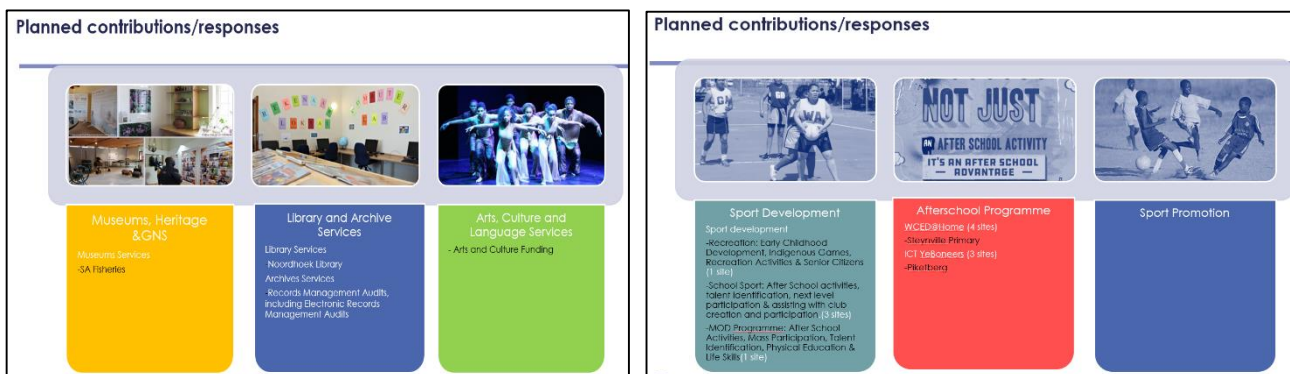 Planned contributions/responses
Museums, Heritage
&GNS
Museums Services
-SA Fisheries
Library and Archive
Services
Library Services
Noordhoek Library
Archives Services
Records Management Audits,
including Electronic Records
Management Audits
Arts, Culture and
Language Services
- Arts and Culture Funding
Planned contributions/responses
NOT JUST
AN AFTER SCHOOL ACTIVITY
IT'S AN AFTER SCHOOL
ADVANTAGE
Sport Development
Sport development
-Recreation: Early Childhood
Development, Indigenous Games,
Recreation Activities & Senior Citizens
(1 site)
-School Sport: After School activities,
talent identification, next level
participation & assisting with club
creation and participation.(3 sites)
-MOD Programme: After School
Activities, Mass Participation, Talent
Identification, Physical Education &
Life Skills(1 site)
Afterschool Programme
WCED@Home (4 sites)
-Steynville Primary
ICT YeBoneers (3 sites)
-Piketberg
Sport Promotion